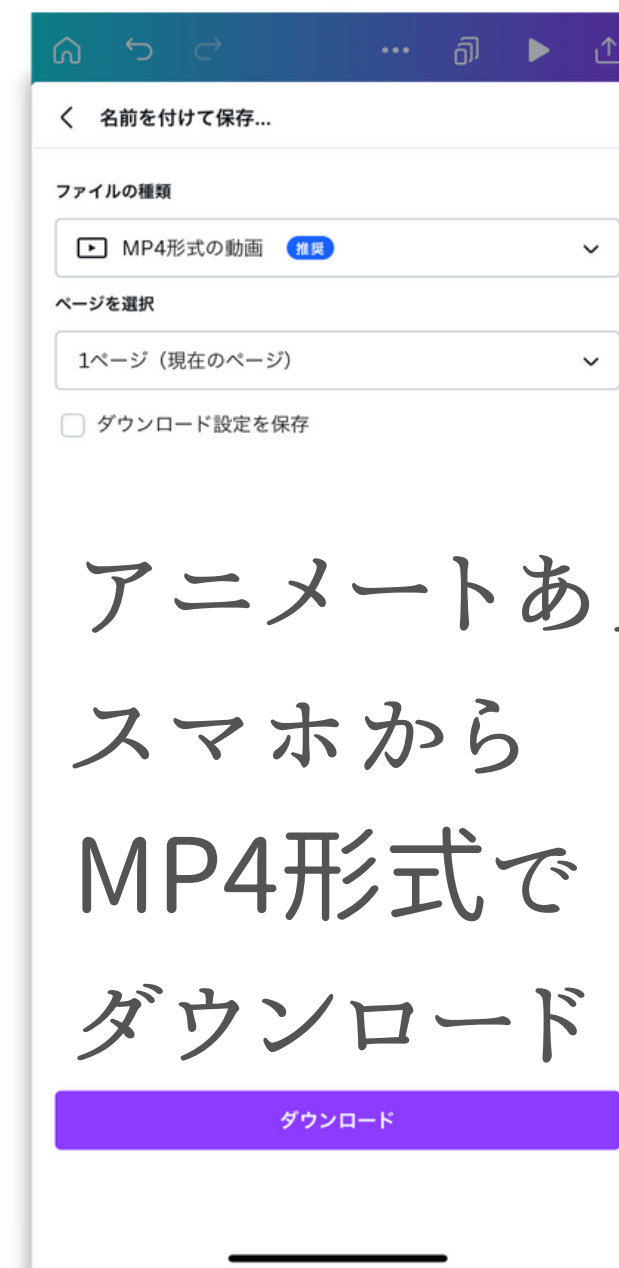 名前を付けて保存...
ファイルの種類
MP4形式の動画 推奨
ページを選択
1ページ（現在のページ）
ダウンロード設定を保存
アニメートあ
スマホから
MP4形式で
ダウンロード
ダウンロード